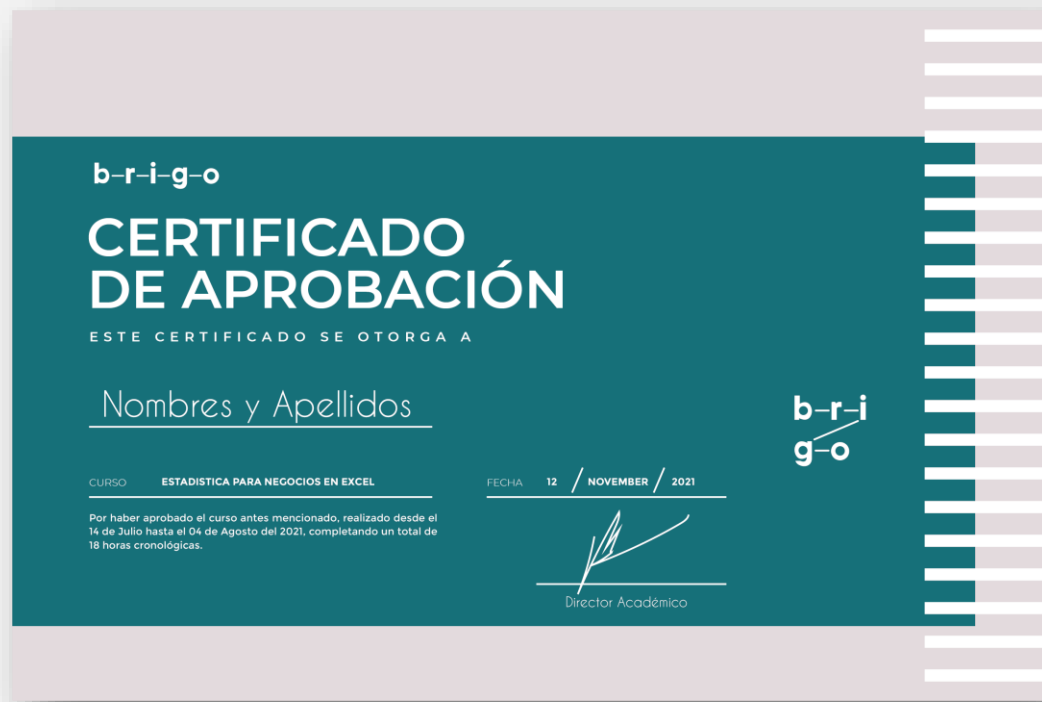 b-r-i-g-o
CERTIFICADO
DE APROBACIÓN
ESTE CERTIFICADO SE OTORGA A
Nombres y Apellidos
b-r-i
g-o
CURSO ESTADISTICA PARA NEGOCIOS EN EXCEL
FECHA 12 / NOVEMBER / 2021
Por haber aprobado el curso antes mencionado, realizado desde el
14 de Julio hasta el 04 de Agosto del 2021, completando un total de
18 horas cronológicas.
Director Académico